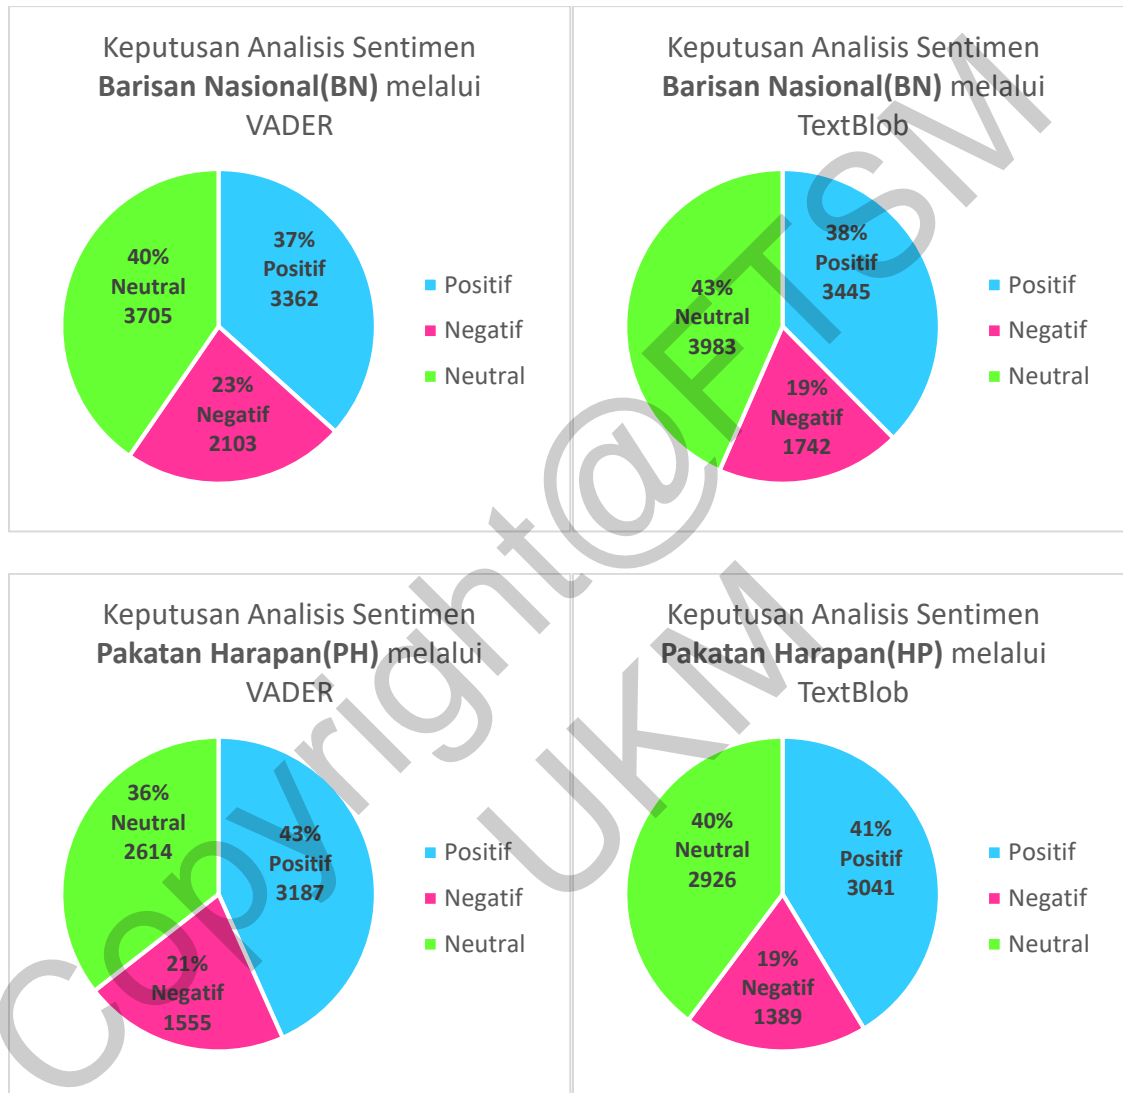 Keputusan Analisis Sentimen
Barisan Nasional(BN) melalui
VADER
40%
Neutral
3705
37%
Positif
3362
23%
Negatif
2103
Positif
Negatif
Neutral
Keputusan Analisis Sentimen
Barisan Nasional(BN) melalui
TextBlob
43%
Neutral
3983
38%
Positif
3445
19%
Negatif
1742
Positif
Negatif
Neutral
Keputusan Analisis Sentimen
Pakatan Harapan(PH) melalui
VADER
36%
Neutral
2614
43%
Positif
3187
21%
Negatif
1555
Positif
Negatif
Neutral
Keputusan Analisis Sentimen
Pakatan Harapan(HP) melalui
TextBlob
40%
Neutral
2926
41%
Positif
3041
19%
Negatif
1389
Positif
Negatif
Neutral
Copyright@FTSM
UKM